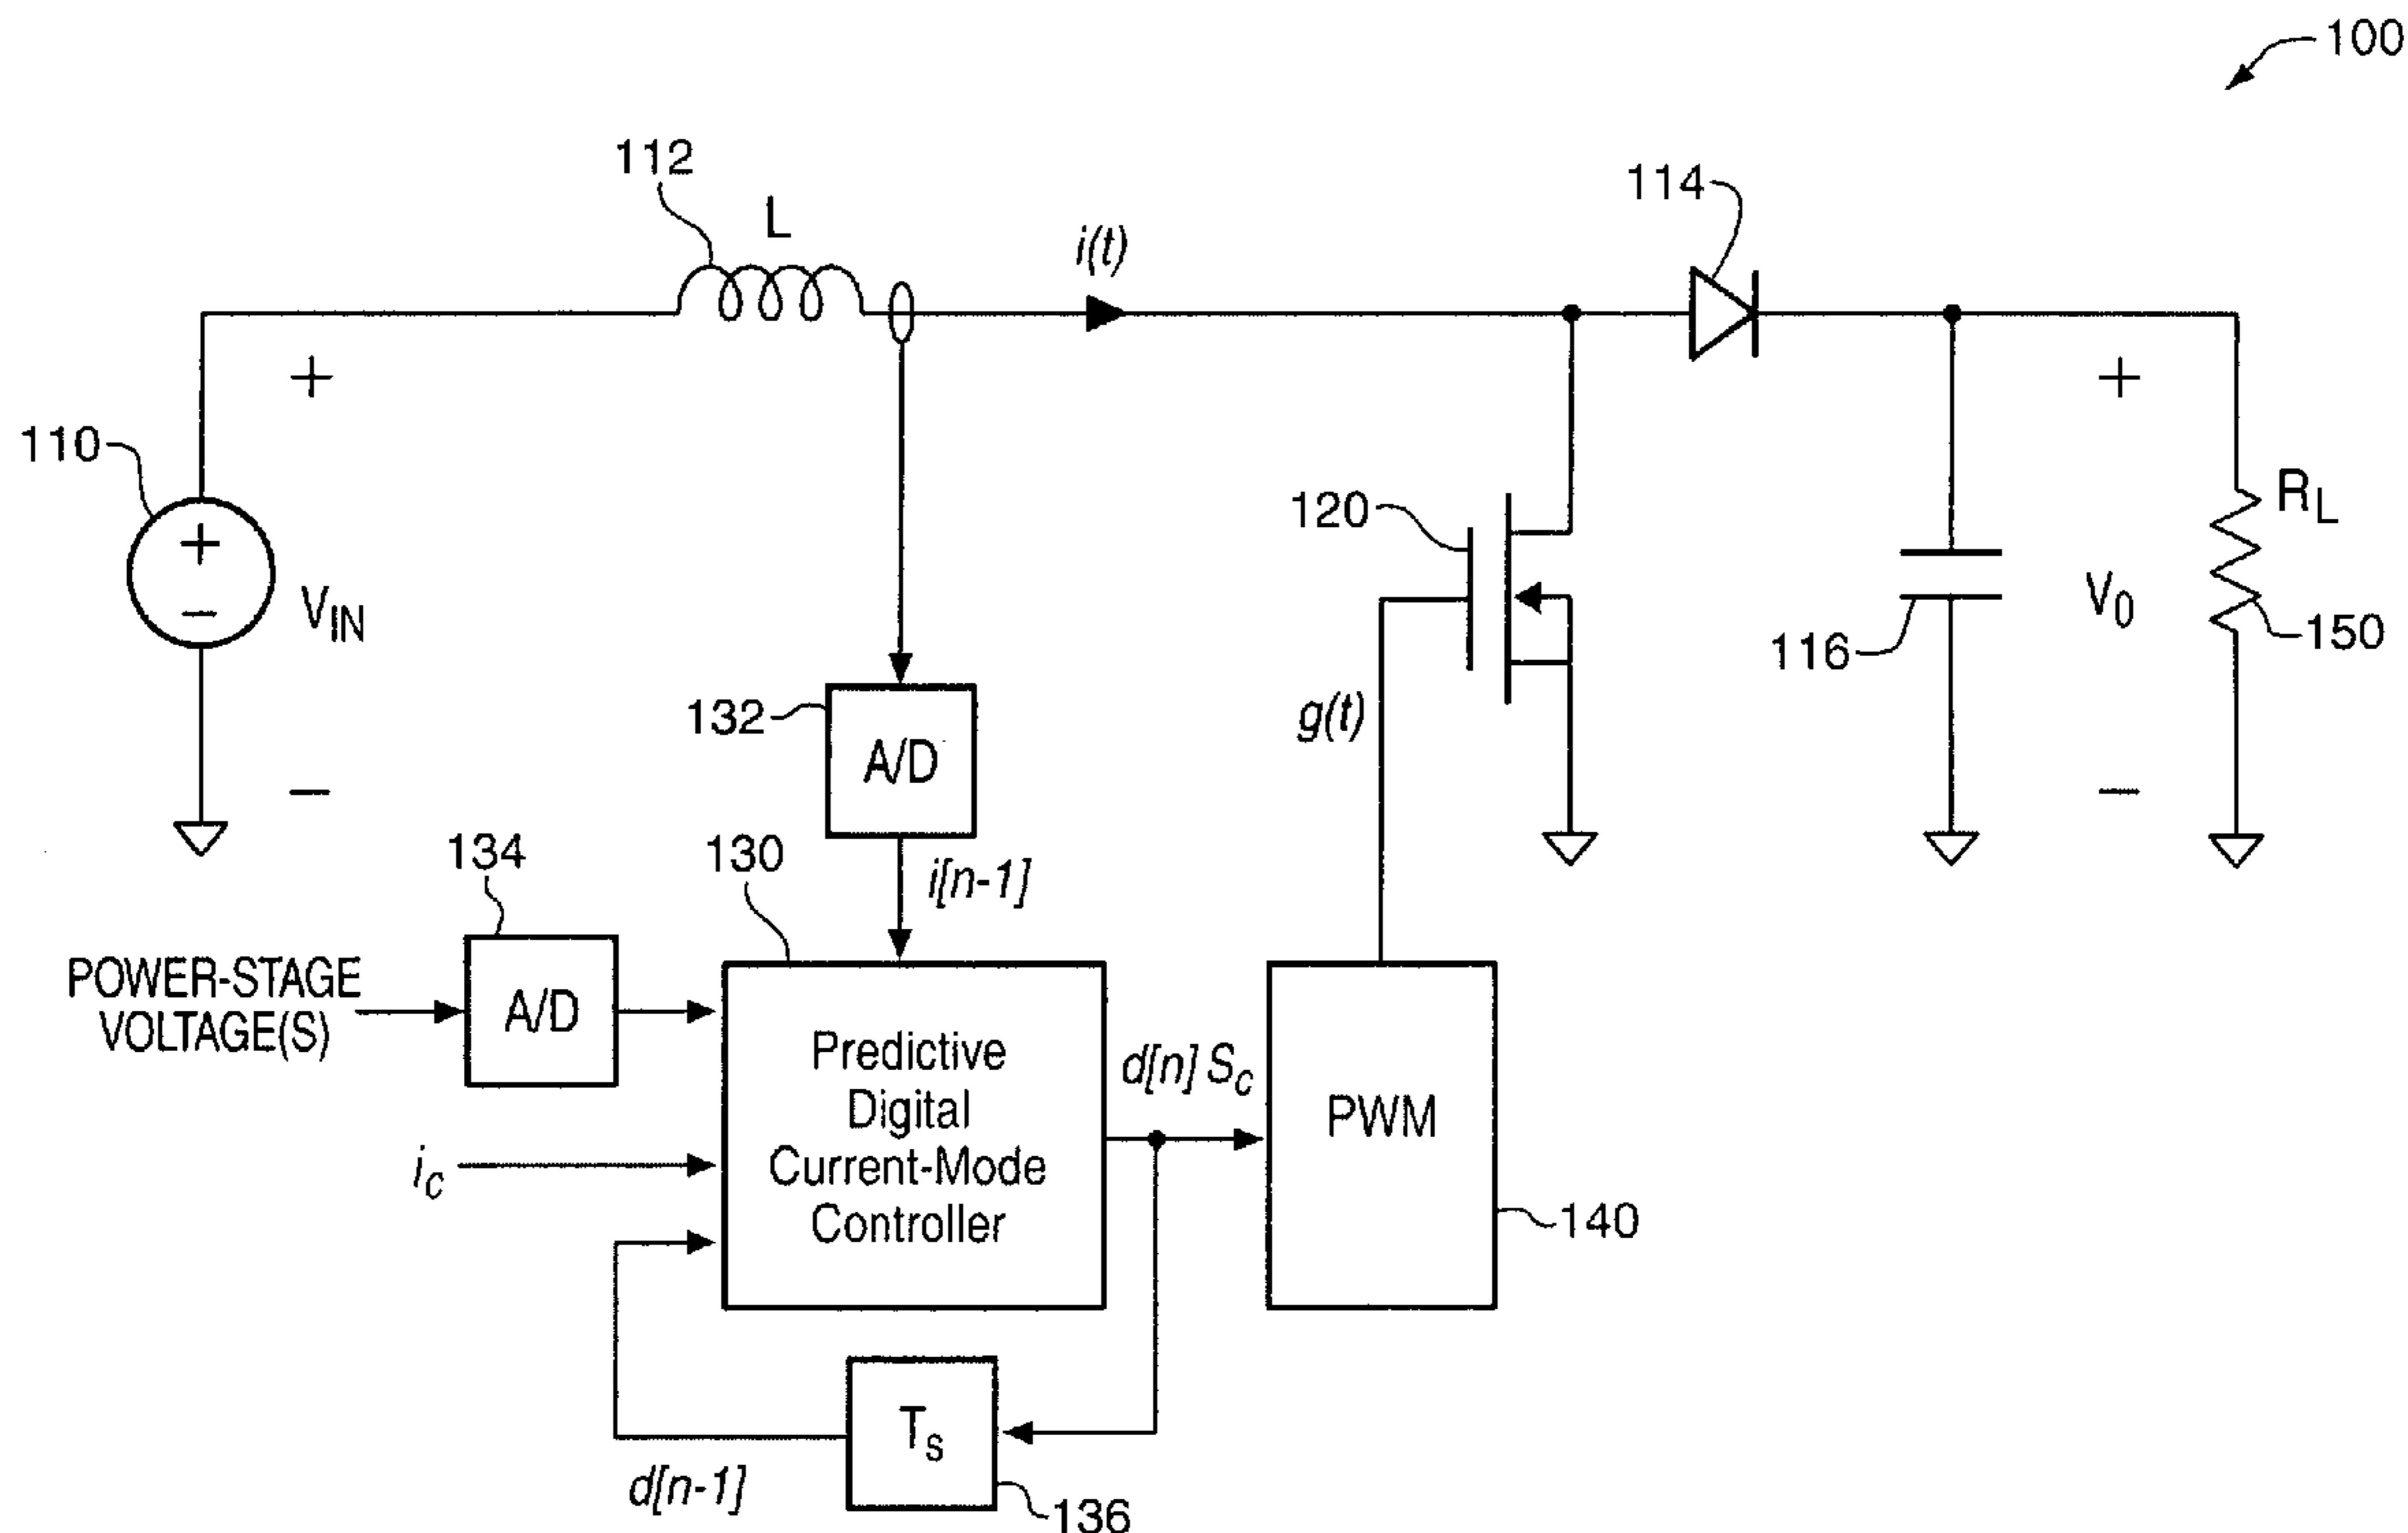 100
112
L
i(t)
114
110
+
+
+
−
V_IN
120
R_L
116
V_0
150
132
g(t)
A/D
−
−
134
130
i[n-1]
POWER-STAGE
VOLTAGE(S)
A/D
Predictive
Digital
Current-Mode
Controller
d[n] S_c
PWM
i_c
140
T_s
d[n-1]
136